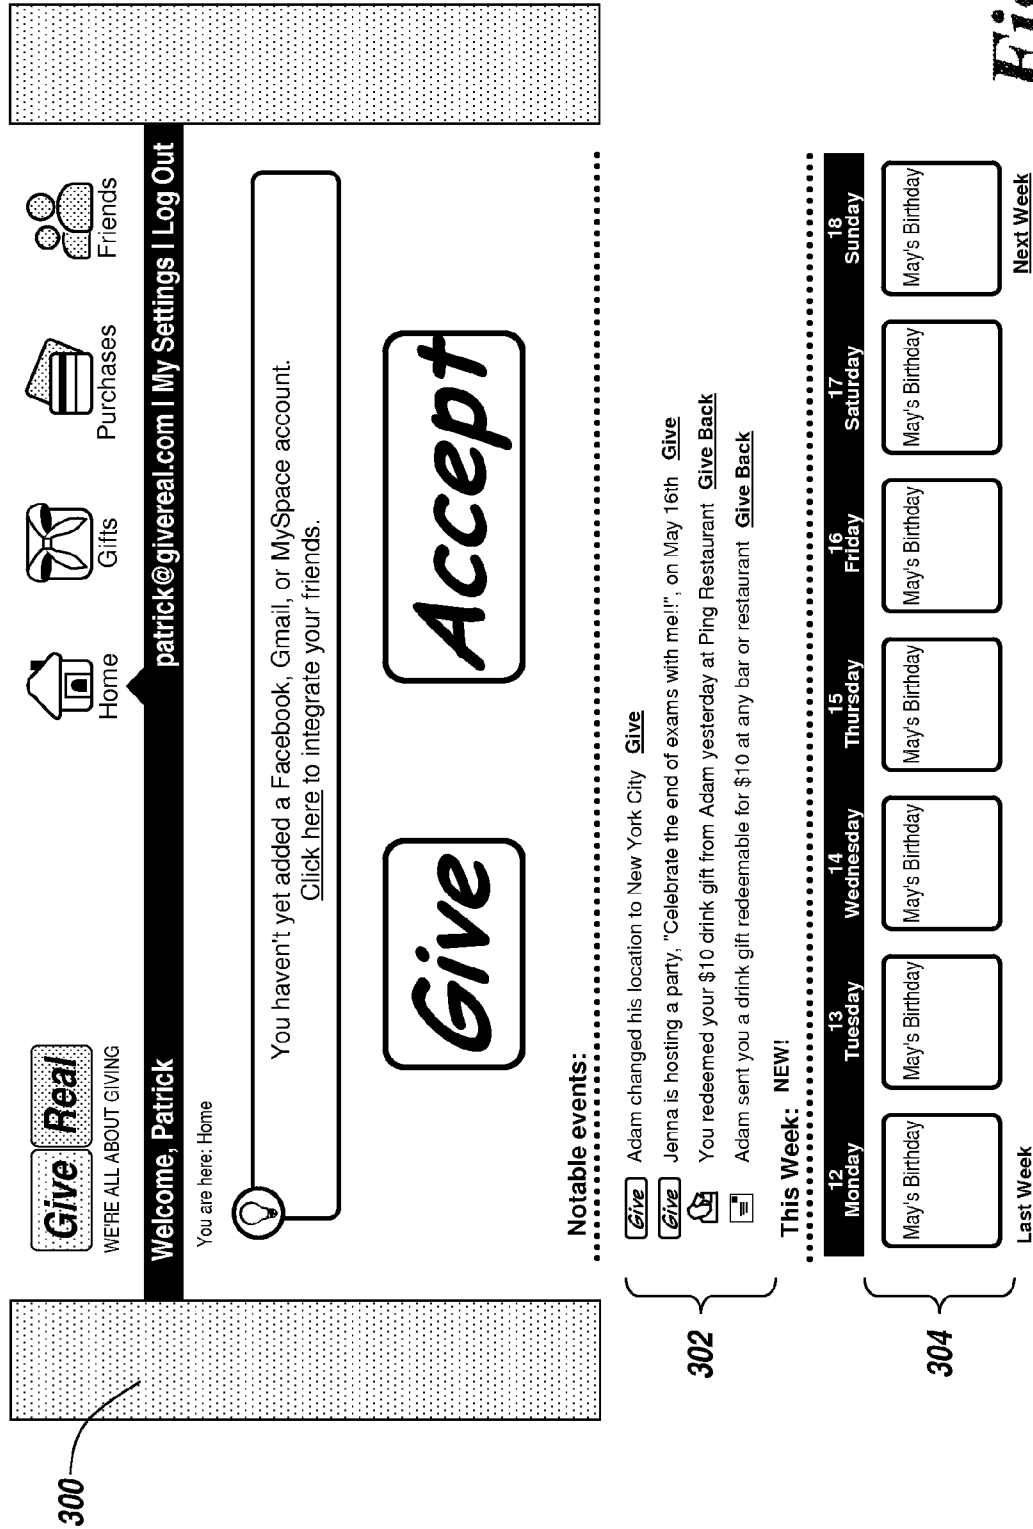 Give Real
WE'RE ALL ABOUT GIVING
Home
Gifts
Purchases
Friends
Welcome, Patrick
patrick@givereal.com | My Settings | Log Out
You are here: Home
You haven't yet added a Facebook, Gmail, or MySpace account.
Click here to integrate your friends.
Give
Accept
Notable events:
Give Adam changed his location to New York City Give
Give Jenna is hosting a party, "Celebrate the end of exams with me!!", on May 16th Give
You redeemed your $10 drink gift from Adam yesterday at Ping Restaurant Give Back
Adam sent you a drink gift redeemable for $10 at any bar or restaurant Give Back
This Week: NEW!
12 13 14 15 16 17 18
Monday Tuesday Wednesday Thursday Friday Saturday Sunday
May's Birthday May's Birthday May's Birthday May's Birthday May's Birthday May's Birthday May's Birthday
Last Week Next Week
300
302
304